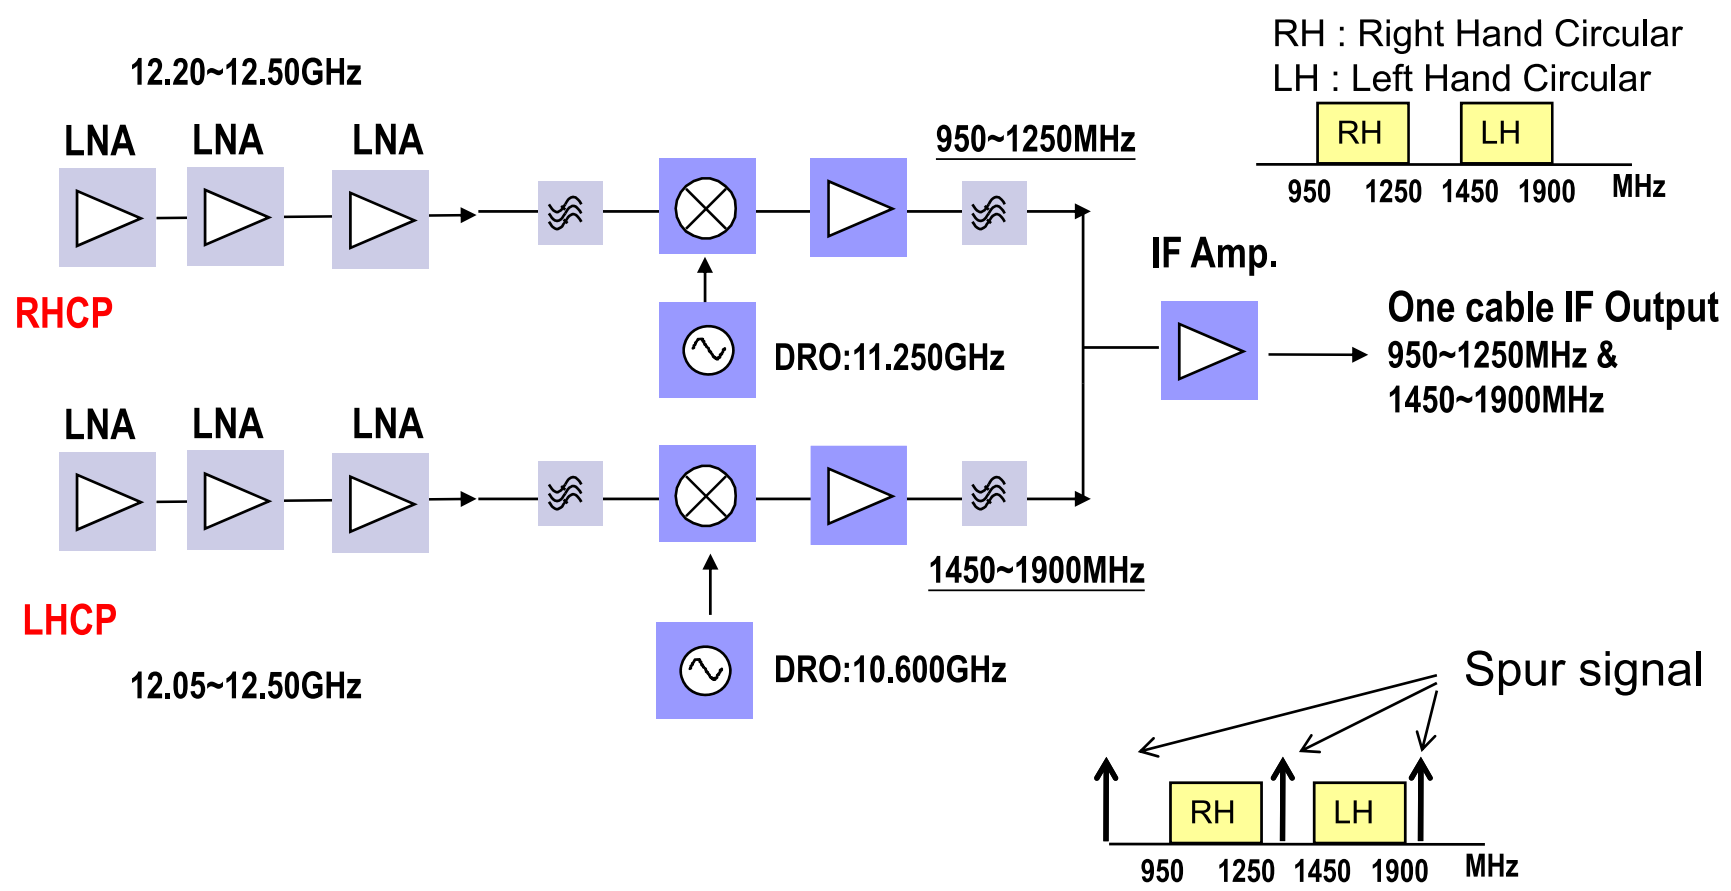 RH : Right Hand Circular
LH : Left Hand Circular
12.20~12.50GHz
LNA LNA LNA
950~1250MHz
RH LH
950 1250 1450 1900 MHz
IF Amp.
RHCP
DRO:11.250GHz
One cable IF Output
950~1250MHz &
1450~1900MHz
LNA LNA LNA
1450~1900MHz
LHCP
DRO:10.600GHz
12.05~12.50GHz
Spur signal
RH LH
950 1250 1450 1900 MHz